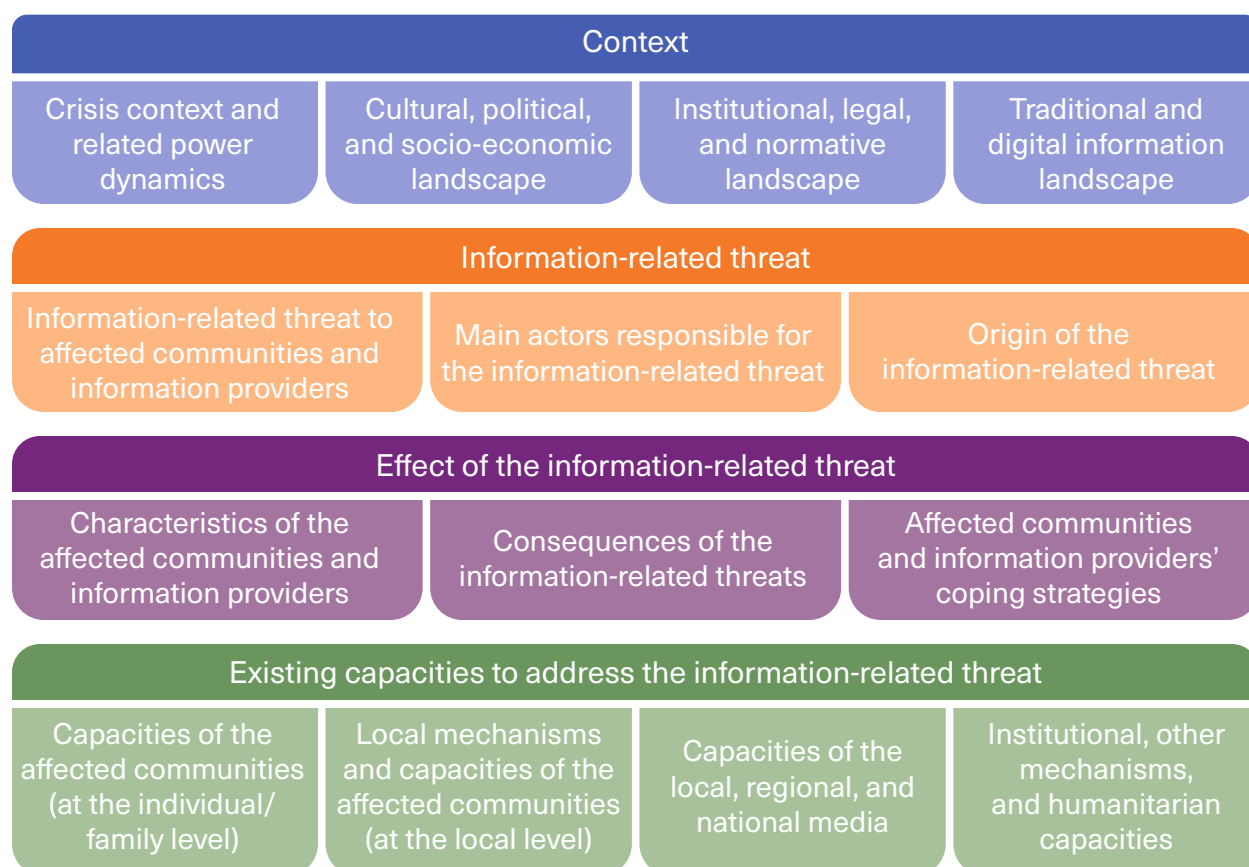 Context
Crisis context and
related power
dynamics
Cultural, political,
and socio-economic
landscape
Institutional, legal,
and normative
landscape
Traditional and
digital information
landscape
Information-related threat
Information-related threat to
affected communities and
information providers
Main actors responsible for
the information-related threat
Origin of the
information-related threat
Effect of the information-related threat
Characteristics of the
affected communities and
information providers
Consequences of the
information-related threats
Affected communities
and information providers’
coping strategies
Existing capacities to address the information-related threat
Capacities of the
affected communities
(at the individual/
family level)
Local mechanisms
and capacities of the
affected communities
(at the local level)
Capacities of the
local, regional, and
national media
Institutional, other
mechanisms,
and humanitarian
capacities